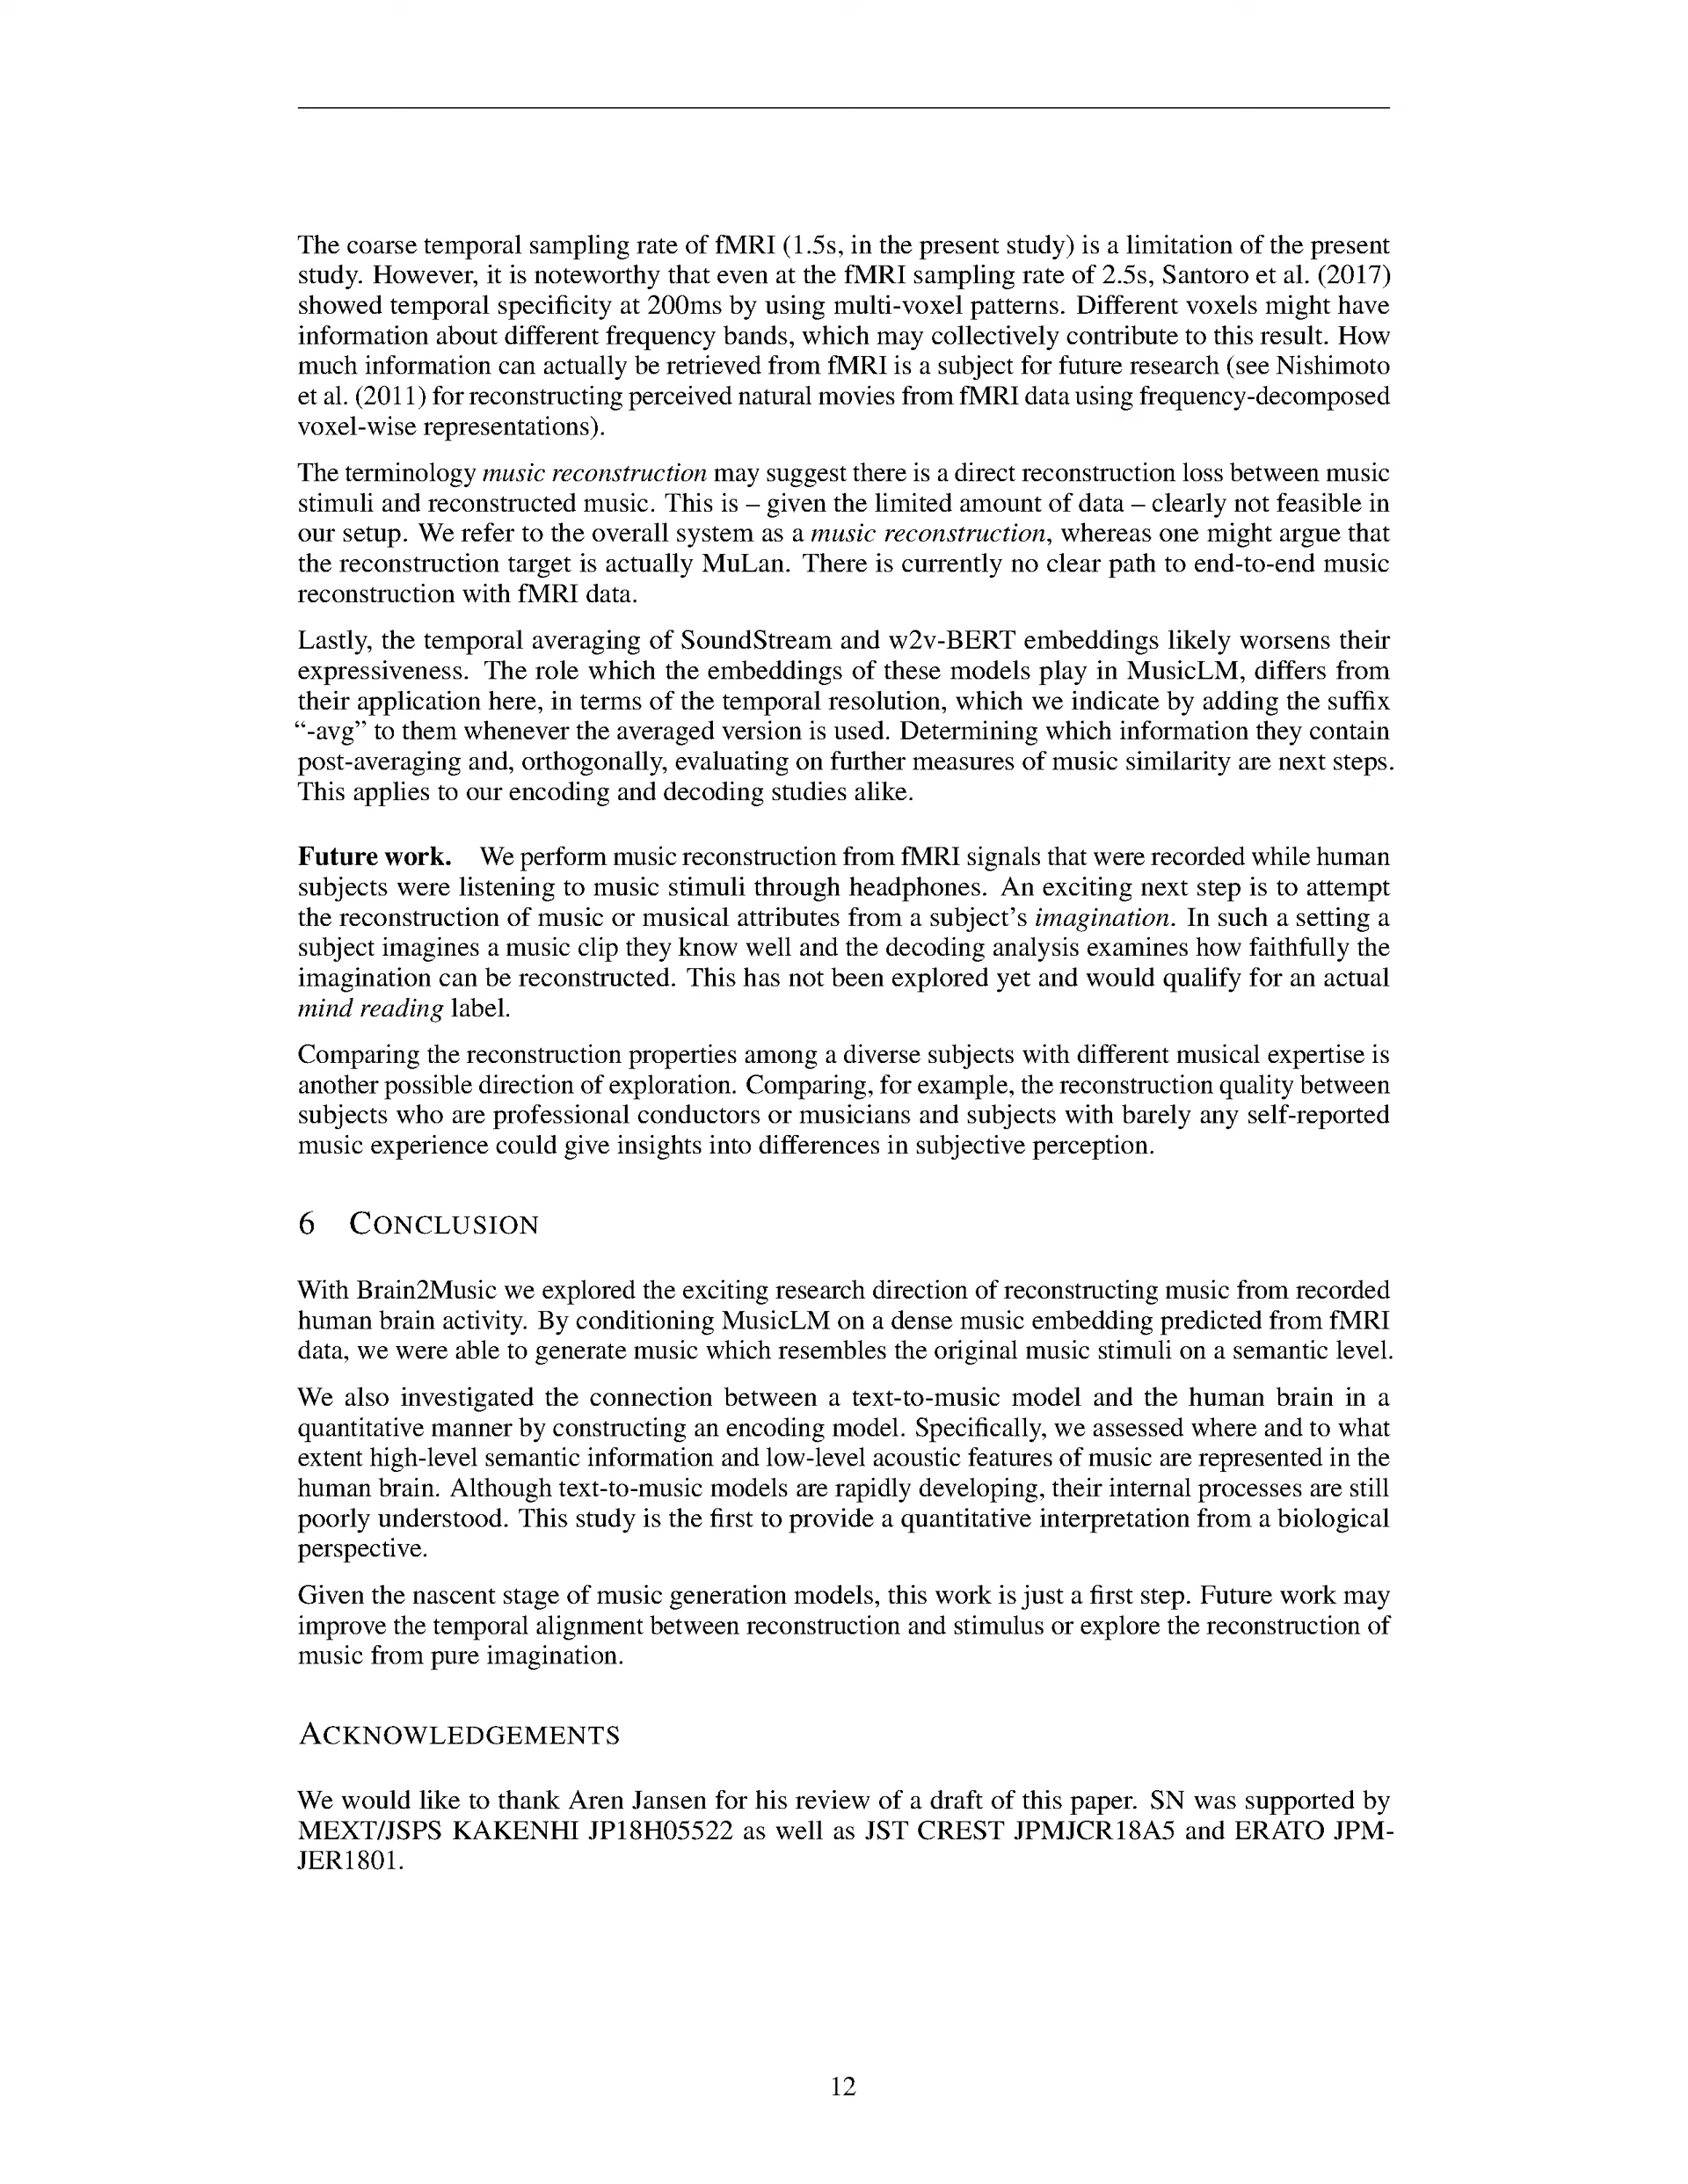 The coarse temporal sampling rate of fMRI (1.5s, in the present study) is a limitation of the present
study. However, it is noteworthy that even at the fMRI sampling rate of 2.5s, Santoro et al. (2017)
showed temporal specificity at 200ms by using multi-voxel patterns. Different voxels might have
information about different frequency bands, which may collectively contribute to this result. How
much information can actually be retrieved from fMRI is a subject for future research (see Nishimoto
et al. (2011) for reconstructing perceived natural movies from fMRI data using frequency-decomposed
voxel-wise representations).
The terminology music reconstruction may suggest there is a direct reconstruction loss between music
stimuli and reconstructed music. This is – given the limited amount of data – clearly not feasible in
our setup. We refer to the overall system as a music reconstruction, whereas one might argue that
the reconstruction target is actually MuLan. There is currently no clear path to end-to-end music
reconstruction with fMRI data.
Lastly, the temporal averaging of SoundStream and w2v-BERT embeddings likely worsens their
expressiveness. The role which the embeddings of these models play in MusicLM, differs from
their application here, in terms of the temporal resolution, which we indicate by adding the suffix
“-avg” to them whenever the averaged version is used. Determining which information they contain
post-averaging and, orthogonally, evaluating on further measures of music similarity are next steps.
This applies to our encoding and decoding studies alike.
Future work. We perform music reconstruction from fMRI signals that were recorded while human
subjects were listening to music stimuli through headphones. An exciting next step is to attempt
the reconstruction of music or musical attributes from a subject’s imagination. In such a setting a
subject imagines a music clip they know well and the decoding analysis examines how faithfully the
imagination can be reconstructed. This has not been explored yet and would qualify for an actual
mind reading label.
Comparing the reconstruction properties among a diverse subjects with different musical expertise is
another possible direction of exploration. Comparing, for example, the reconstruction quality between
subjects who are professional conductors or musicians and subjects with barely any self-reported
music experience could give insights into differences in subjective perception.
6 CONCLUSION
With Brain2Music we explored the exciting research direction of reconstructing music from recorded
human brain activity. By conditioning MusicLM on a dense music embedding predicted from fMRI
data, we were able to generate music which resembles the original music stimuli on a semantic level.
We also investigated the connection between a text-to-music model and the human brain in a
quantitative manner by constructing an encoding model. Specifically, we assessed where and to what
extent high-level semantic information and low-level acoustic features of music are represented in the
human brain. Although text-to-music models are rapidly developing, their internal processes are still
poorly understood. This study is the first to provide a quantitative interpretation from a biological
perspective.
Given the nascent stage of music generation models, this work is just a first step. Future work may
improve the temporal alignment between reconstruction and stimulus or explore the reconstruction of
music from pure imagination.
ACKNOWLEDGEMENTS
We would like to thank Aren Jansen for his review of a draft of this paper. SN was supported by
MEXT/JSPS KAKENHI JP18H05522 as well as JST CREST JPMJCR18A5 and ERATO JPM-
JER1801.
12